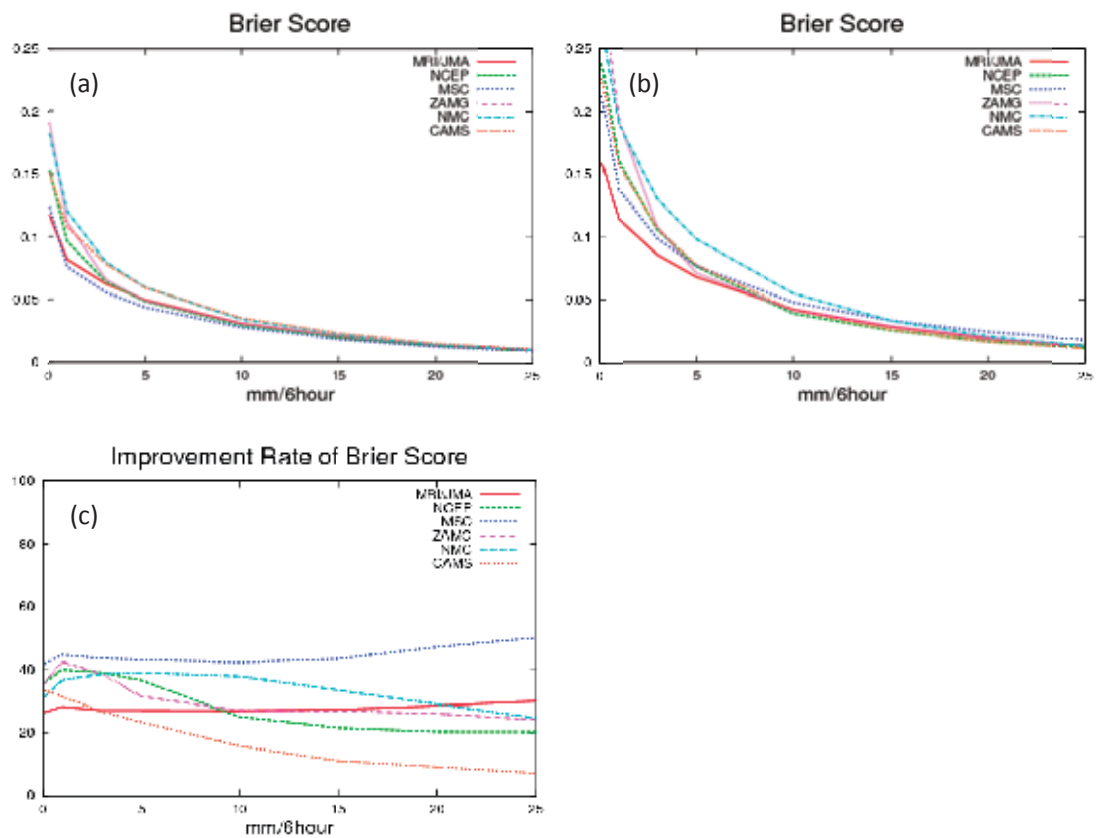 Brier Score
(a)
MRI/JMA
NCEP
MSC
ZAMG
NMC
CAMS
0.25
0.2
0.15
0.1
0.05
0
0 5 10 15 20 25
mm/6hour
Brier Score
(b)
MRI/JMA
NCEP
MSC
ZAMG
NMC
CAMS
0.25
0.2
0.15
0.1
0.05
0
0 5 10 15 20 25
mm/6hour
Improvement Rate of Brier Score
(c)
MRI/JMA
NCEP
MSC
ZAMG
NMC
CAMS
100
80
60
40
20
0
0 5 10 15 20 25
mm/6hour